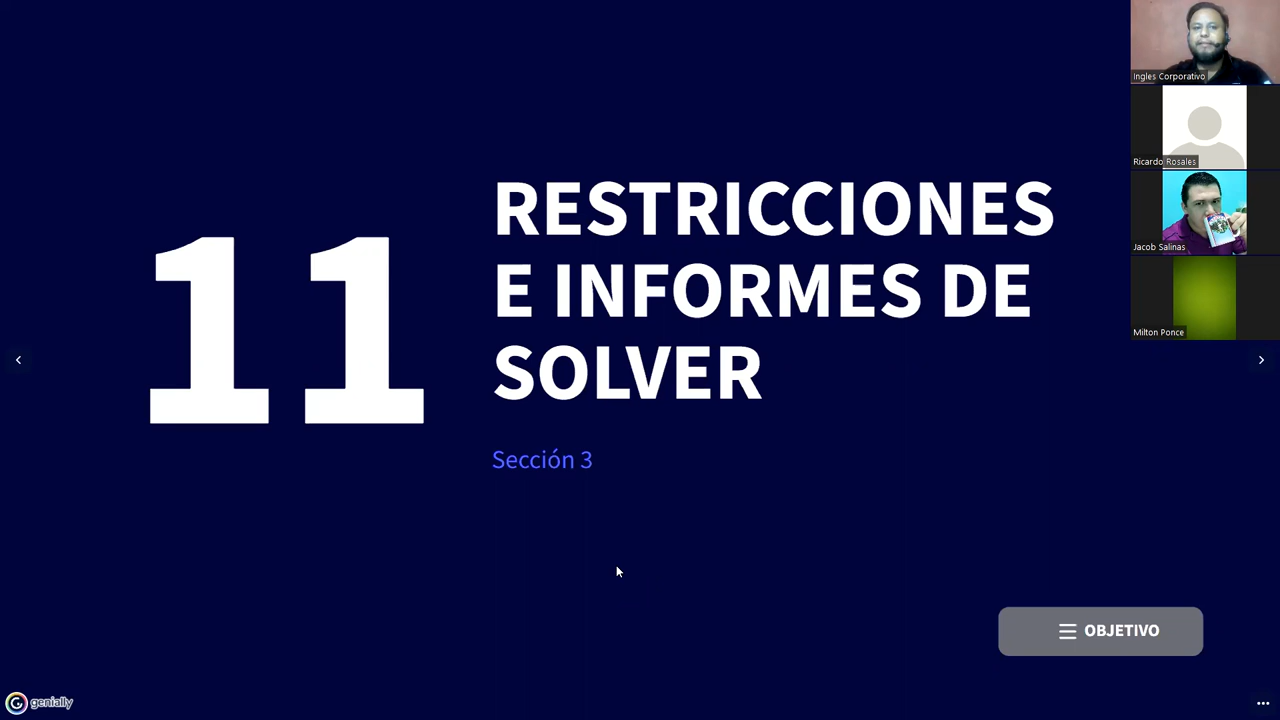 11
RESTRICCIONES
E INFORMES DE
SOLVER
Sección 3
OBJETIVO
genially
Ingles Corporativo
Ricardo Rosales
Jacob Salinas
Milton Ponce